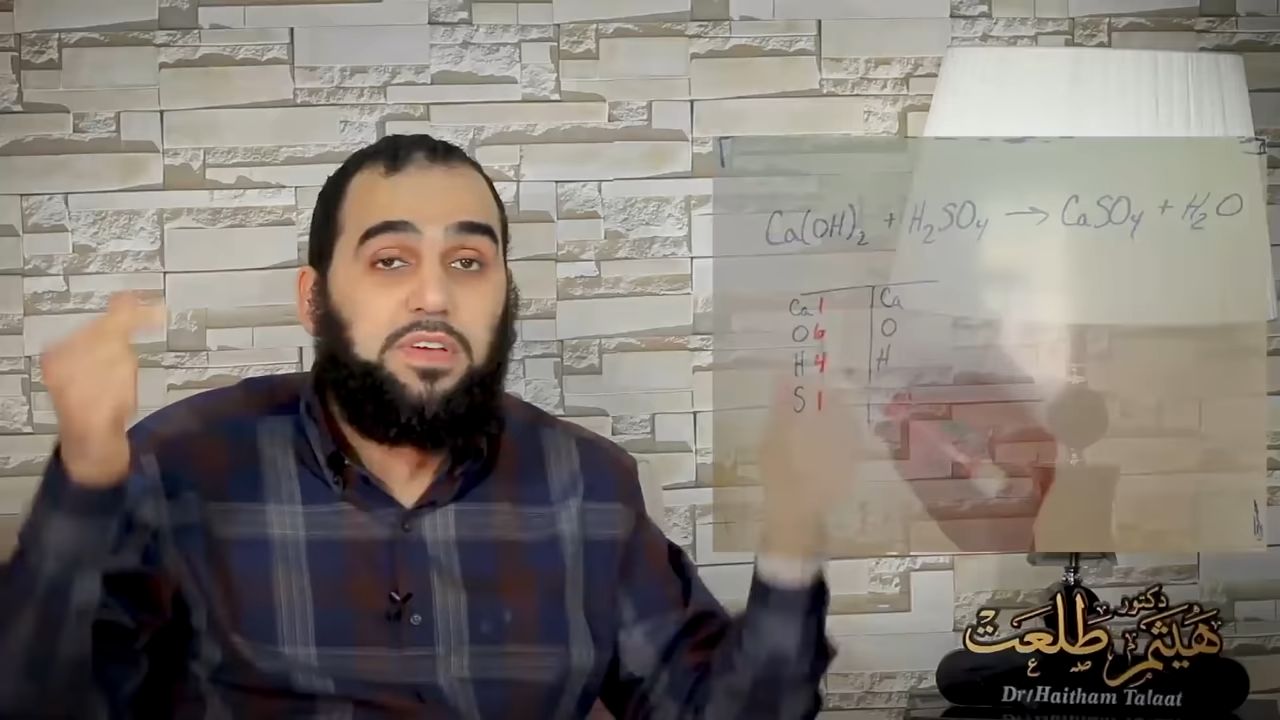 Ca(OH)₂ + H₂SO₄ → CaSO₄ + H₂O
Ca 1 Ca
O 6 O
H 4 H
S 1
دكتور
هيثم طلعت
Dr/Haitham Talaat